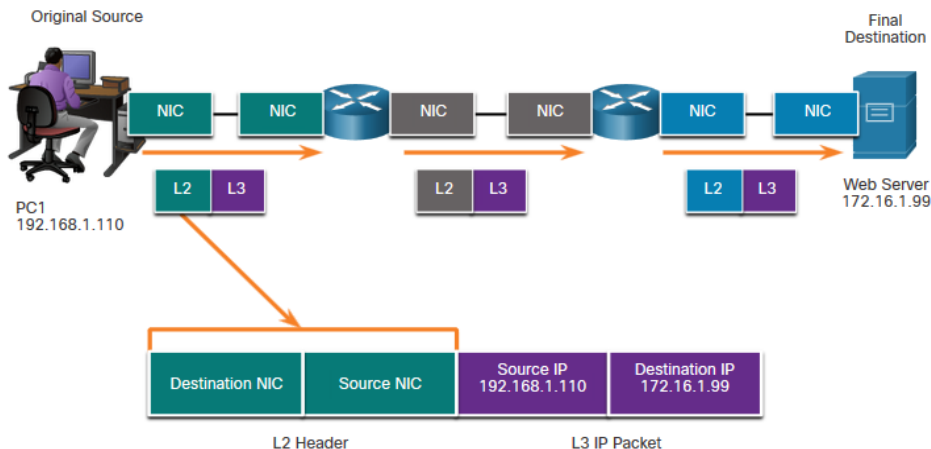 Original Source
Final
Destination
NIC
NIC
NIC
NIC
NIC
NIC
L2
L3
L2
L3
L2
L3
PC1
192.168.1.110
Web Server
172.16.1.99
Destination NIC
Source NIC
Source IP
192.168.1.110
Destination IP
172.16.1.99
L2 Header
L3 IP Packet